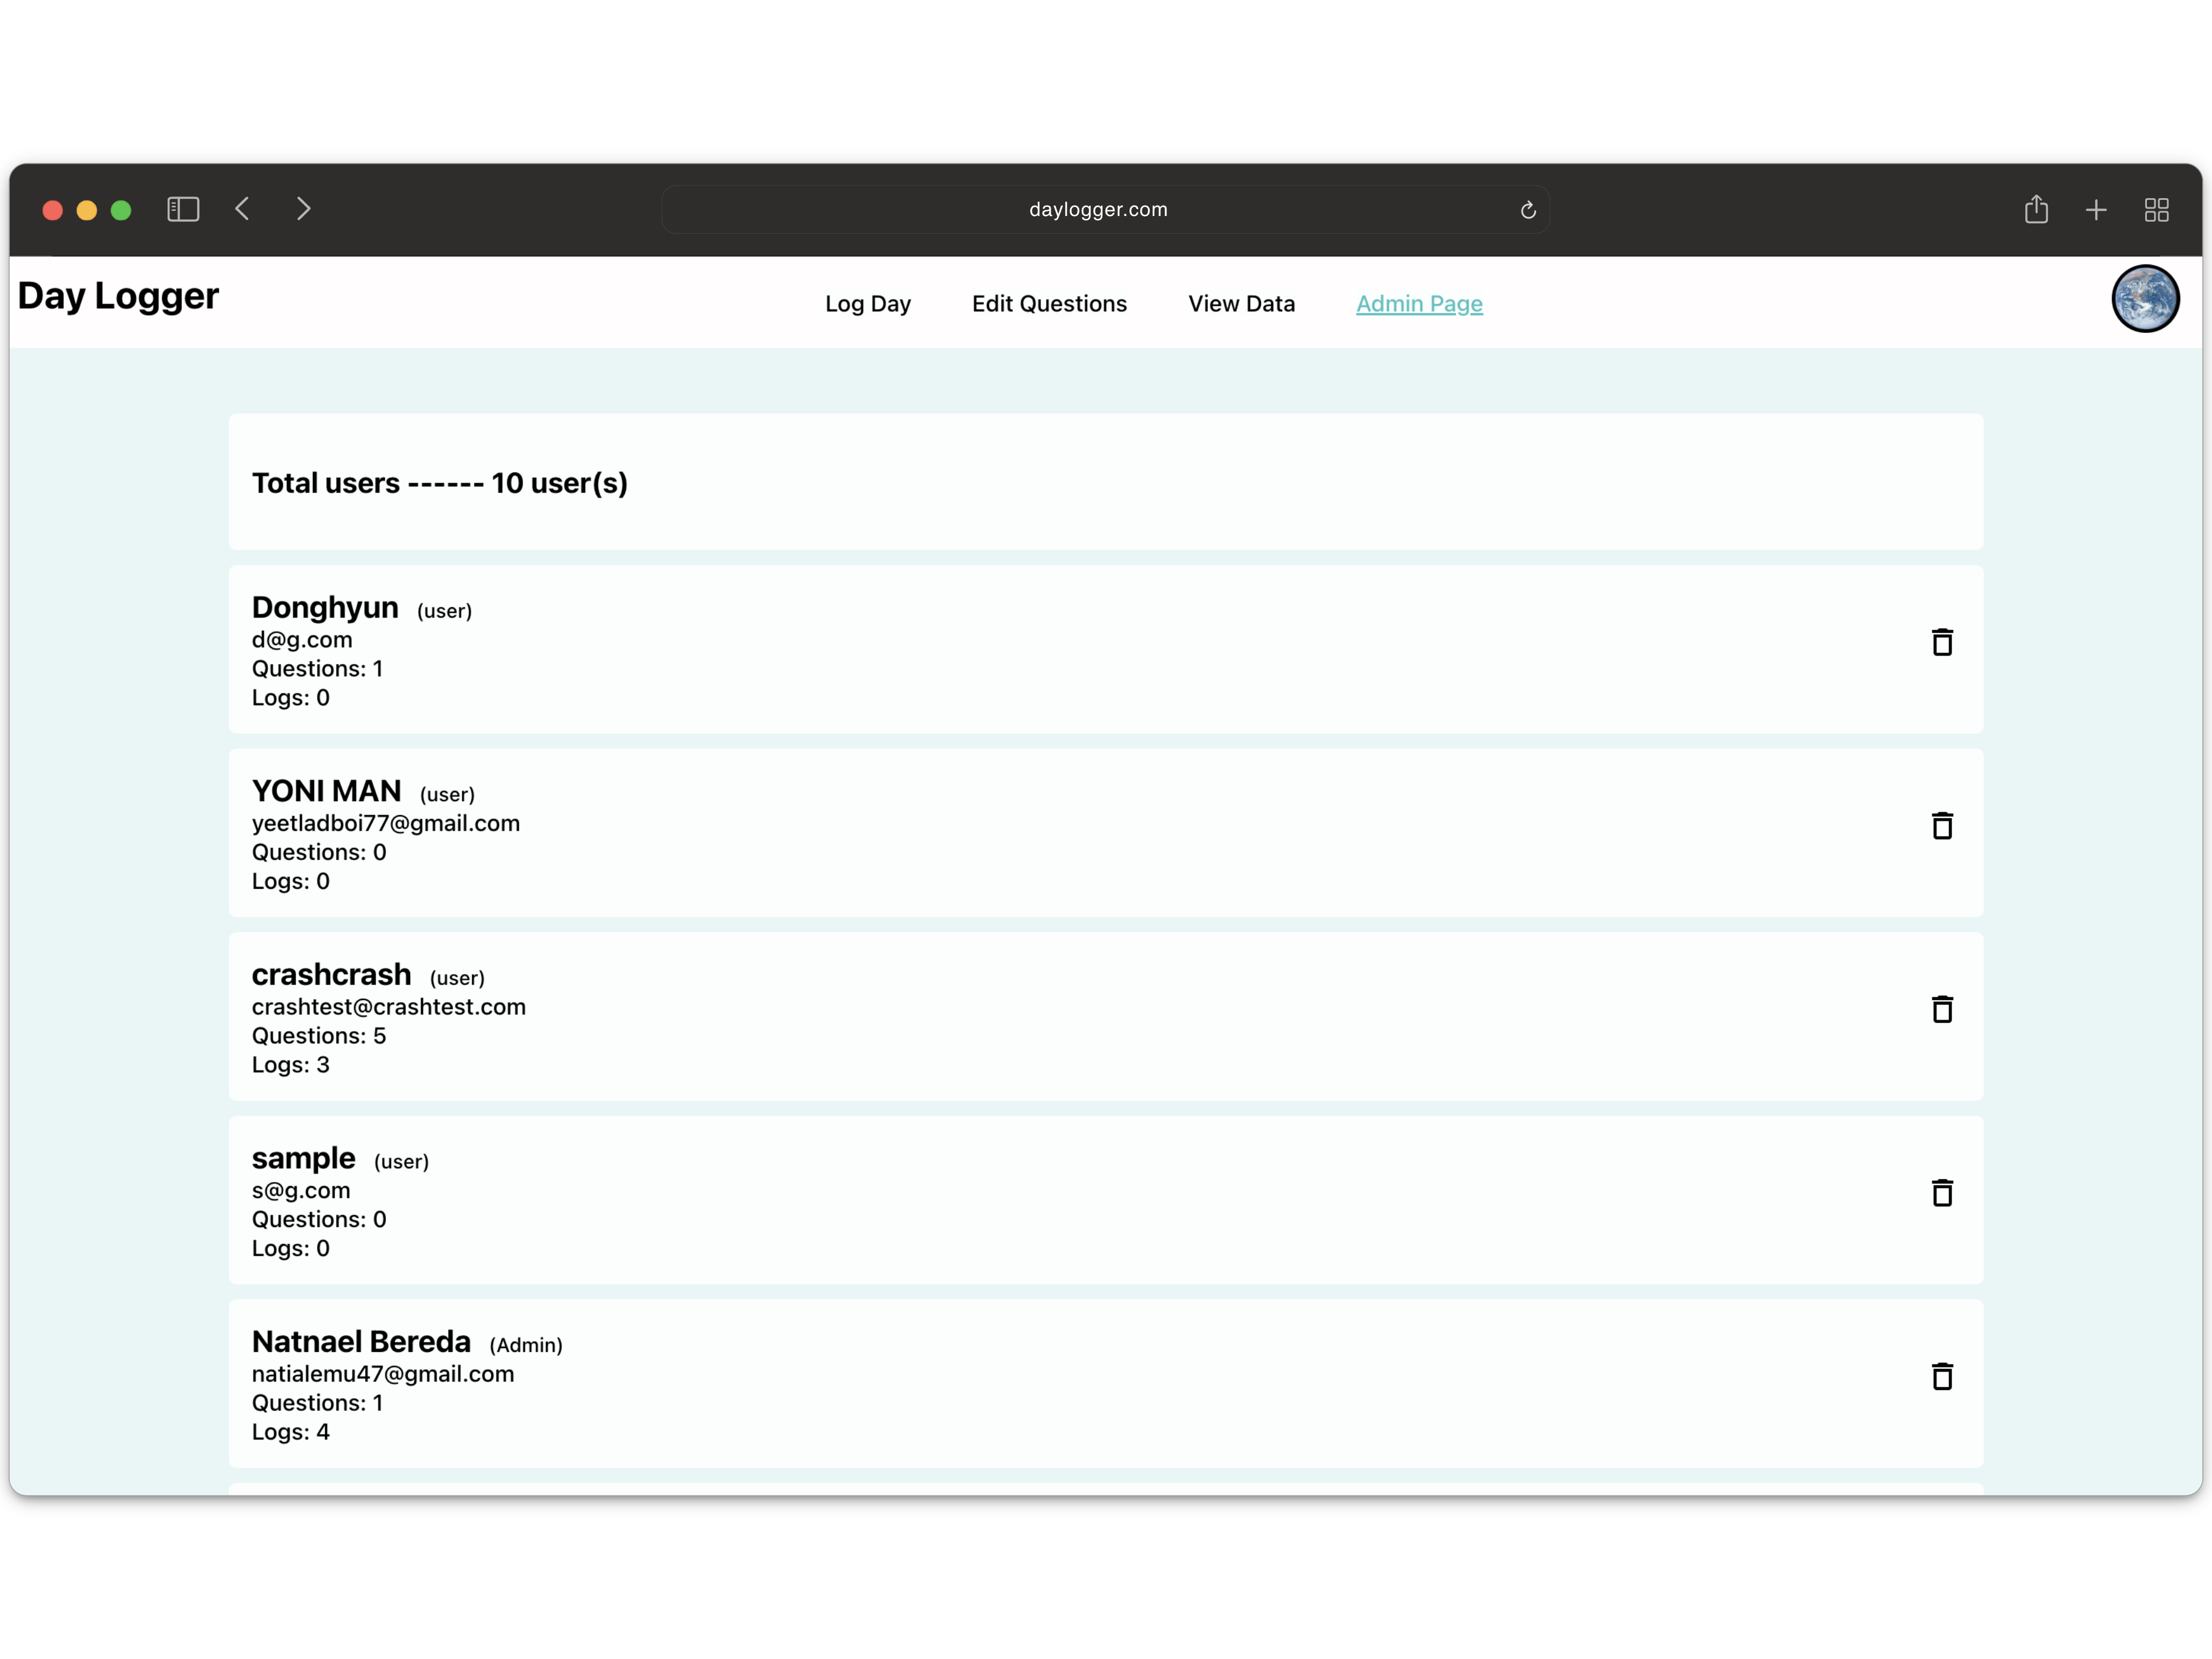 daylogger.com
Day Logger
Log Day Edit Questions View Data Admin Page
Total users ------ 10 user(s)
Donghyun (user)
d@g.com
Questions: 1
Logs: 0
YONI MAN (user)
yeetladboi77@gmail.com
Questions: 0
Logs: 0
crashcrash (user)
crashtest@crashtest.com
Questions: 5
Logs: 3
sample (user)
s@g.com
Questions: 0
Logs: 0
Natnael Bereda (Admin)
natialemu47@gmail.com
Questions: 1
Logs: 4